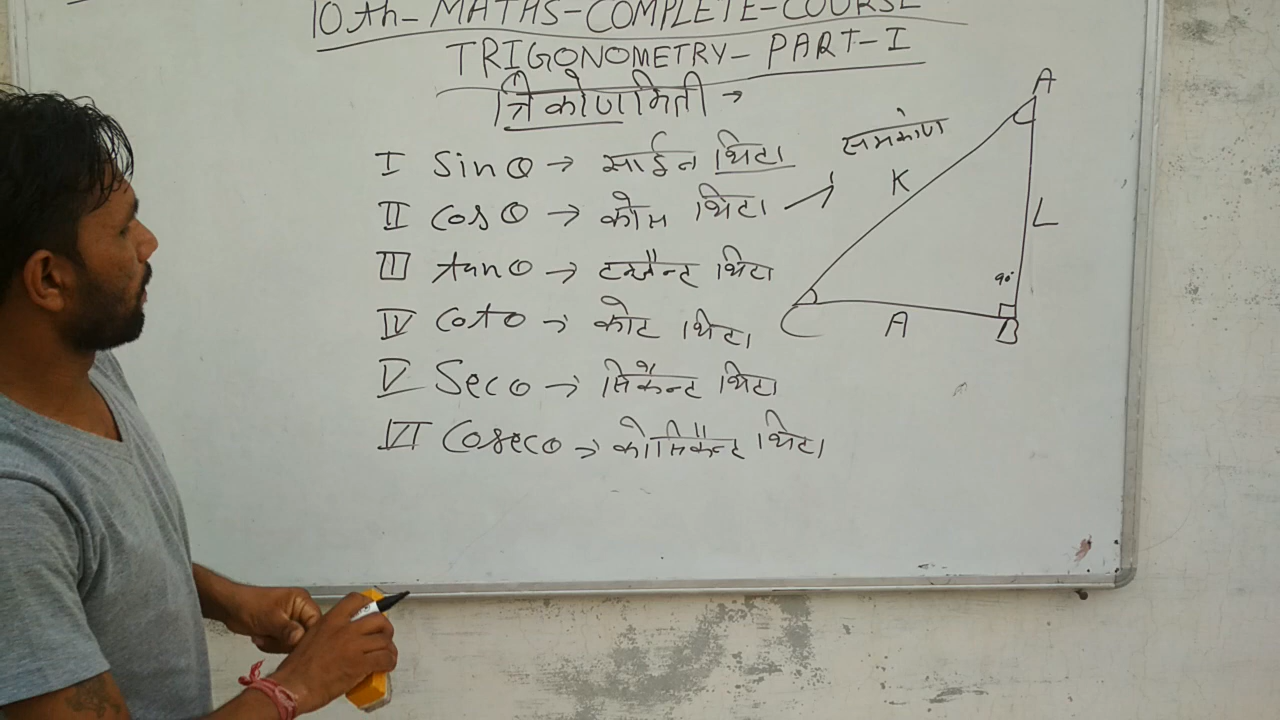 10th - MATHS - COMPLETE - COURSE
TRIGONOMETRY - PART - I
त्रिकोणमिती →
I Sinθ → साईन थिटा
II Cosθ → कोस थिटा
III tanθ → टन्जैन्ट थिटा
IV Cotθ → कोट थिटा
V Secθ → सिकैन्ट थिटा
VI Cosecθ → कोसिकैन्ट थिटा
समकोण
A
K
L
90°
C
A
B